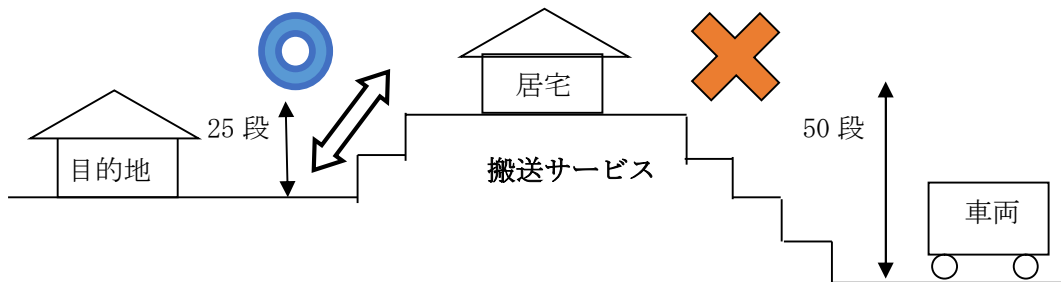 居宅
25 段
50 段
目的地
搬送サービス
車両